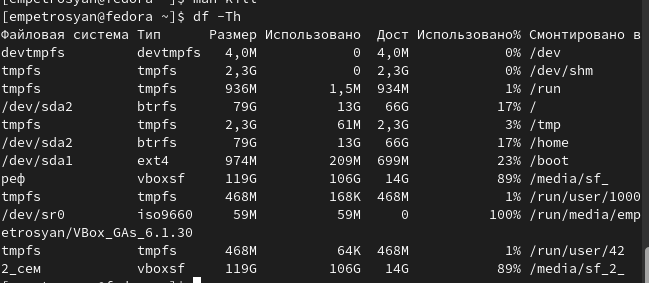 [empetrosyan@fedora ~]$ man kill
[empetrosyan@fedora ~]$ df -Th
Файловая система Тип      Размер Использовано  Дост Использовано% Смонтировано в
devtmpfs         devtmpfs   4,0M            0  4,0M            0% /dev
tmpfs            tmpfs      2,3G            0  2,3G            0% /dev/shm
tmpfs            tmpfs      936M         1,5M  934M            1% /run
/dev/sda2        btrfs       79G          13G   66G           17% /
tmpfs            tmpfs      2,3G          61M  2,2G            3% /tmp
/dev/sda2        btrfs       79G          13G   66G           17% /home
/dev/sda1        ext4       974M         209M  699M           23% /boot
реф              vboxsf     119G         106G   14G           89% /media/sf_
tmpfs            tmpfs      468M         168K  468M            1% /run/user/1000
/dev/sr0         iso9660     59M          59M     0          100% /run/media/emp
etrosyan/VBox_GAs_6.1.30
tmpfs            tmpfs      468M          64K  468M            1% /run/user/42
2_сем            vboxsf     119G         106G   14G           89% /media/sf_2_